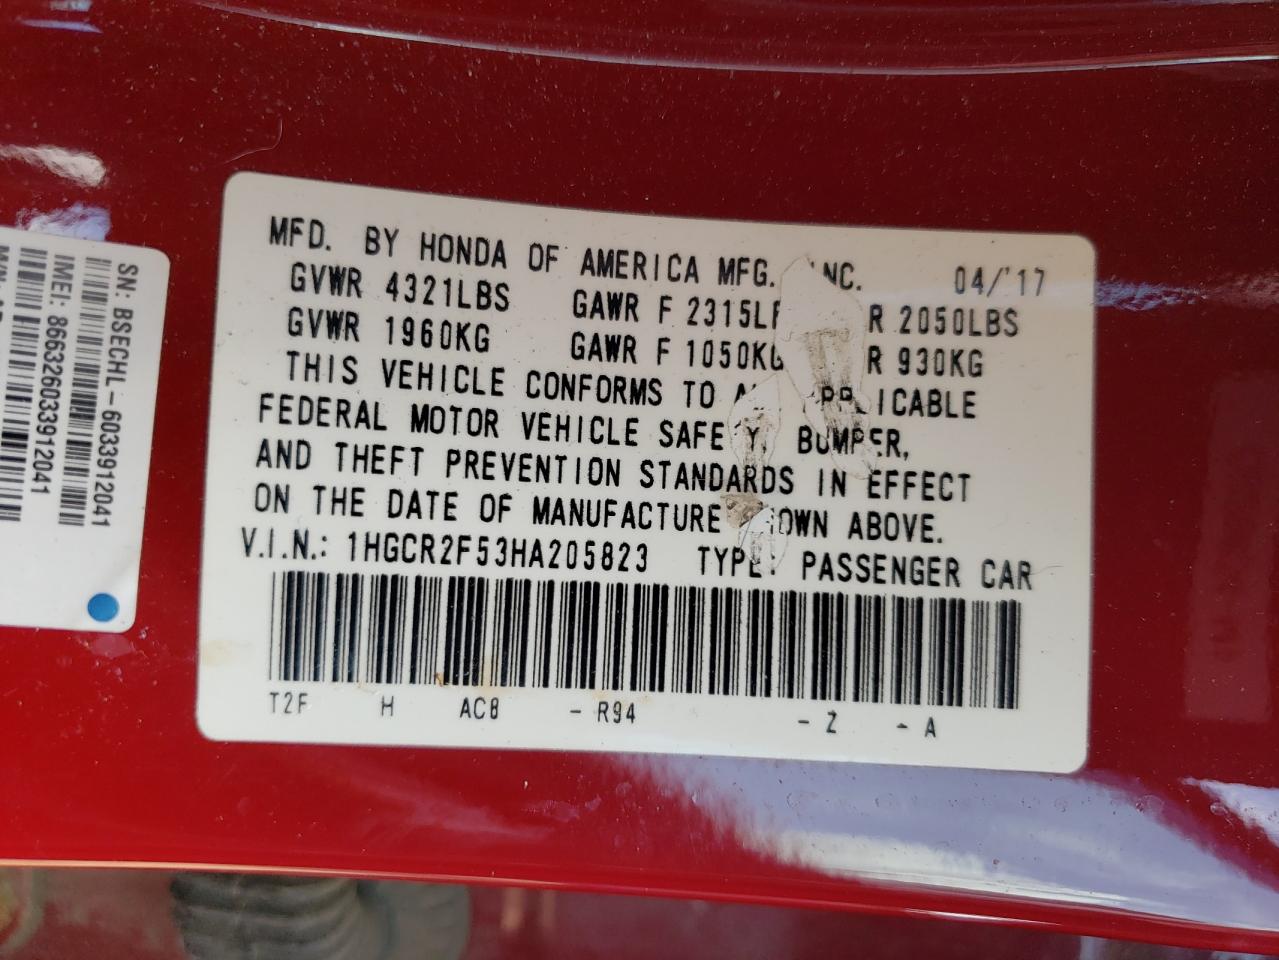 MFD. BY HONDA OF AMERICA MFG. INC. 04/'17
GVWR 4321LBS GAWR F 2315LB R 2050LBS
GVWR 1960KG GAWR F 1050KG R 930KG
THIS VEHICLE CONFORMS TO APPLICABLE
FEDERAL MOTOR VEHICLE SAFETY, BUMPER,
AND THEFT PREVENTION STANDARDS IN EFFECT
ON THE DATE OF MANUFACTURE SHOWN ABOVE.
V.I.N.: 1HGCR2F53HA205823 TYPE: PASSENGER CAR
T2F H AC8 - R94 - Z - A
SN: BSECHL-6033912041
IMEI: 866326033912041